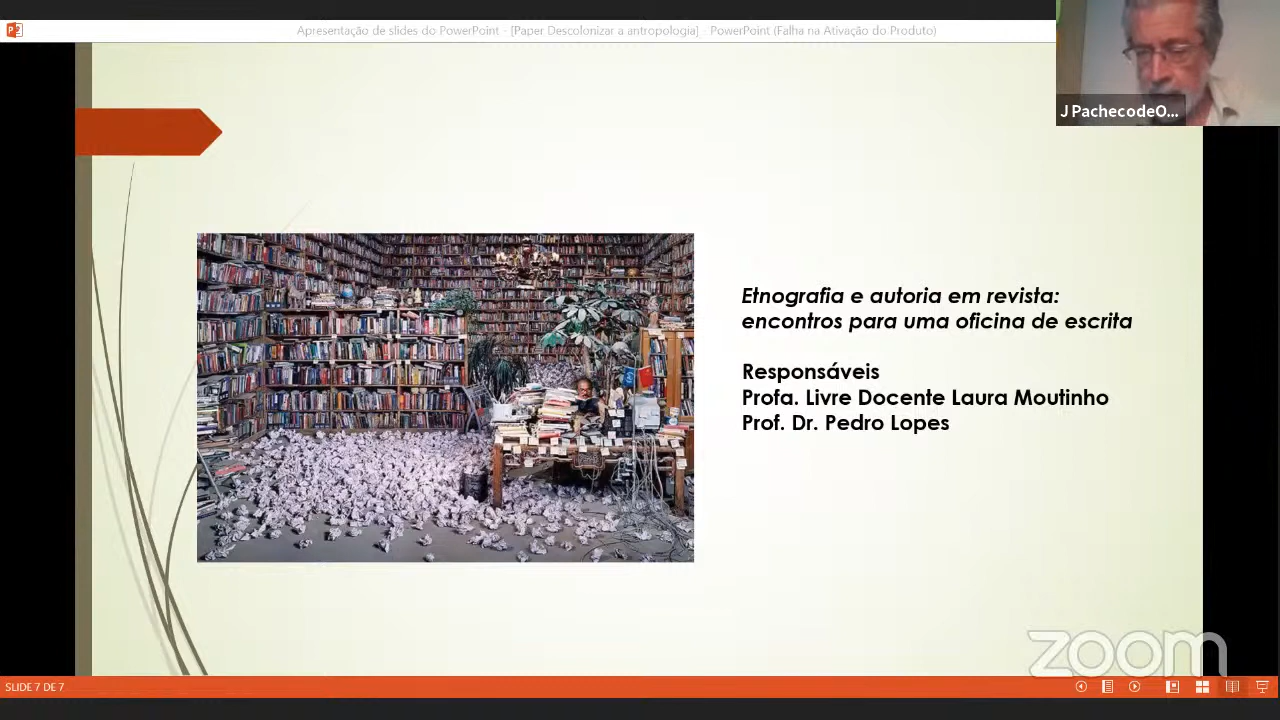 Apresentação de slides do PowerPoint - [Paper Descolonizar a antropologia] - PowerPoint (Falha na Ativação do Produto)
J PachecodeO...
Etnografia e autoria em revista:
encontros para uma oficina de escrita
Responsáveis
Profa. Livre Docente Laura Moutinho
Prof. Dr. Pedro Lopes
zoom
SLIDE 7 DE 7